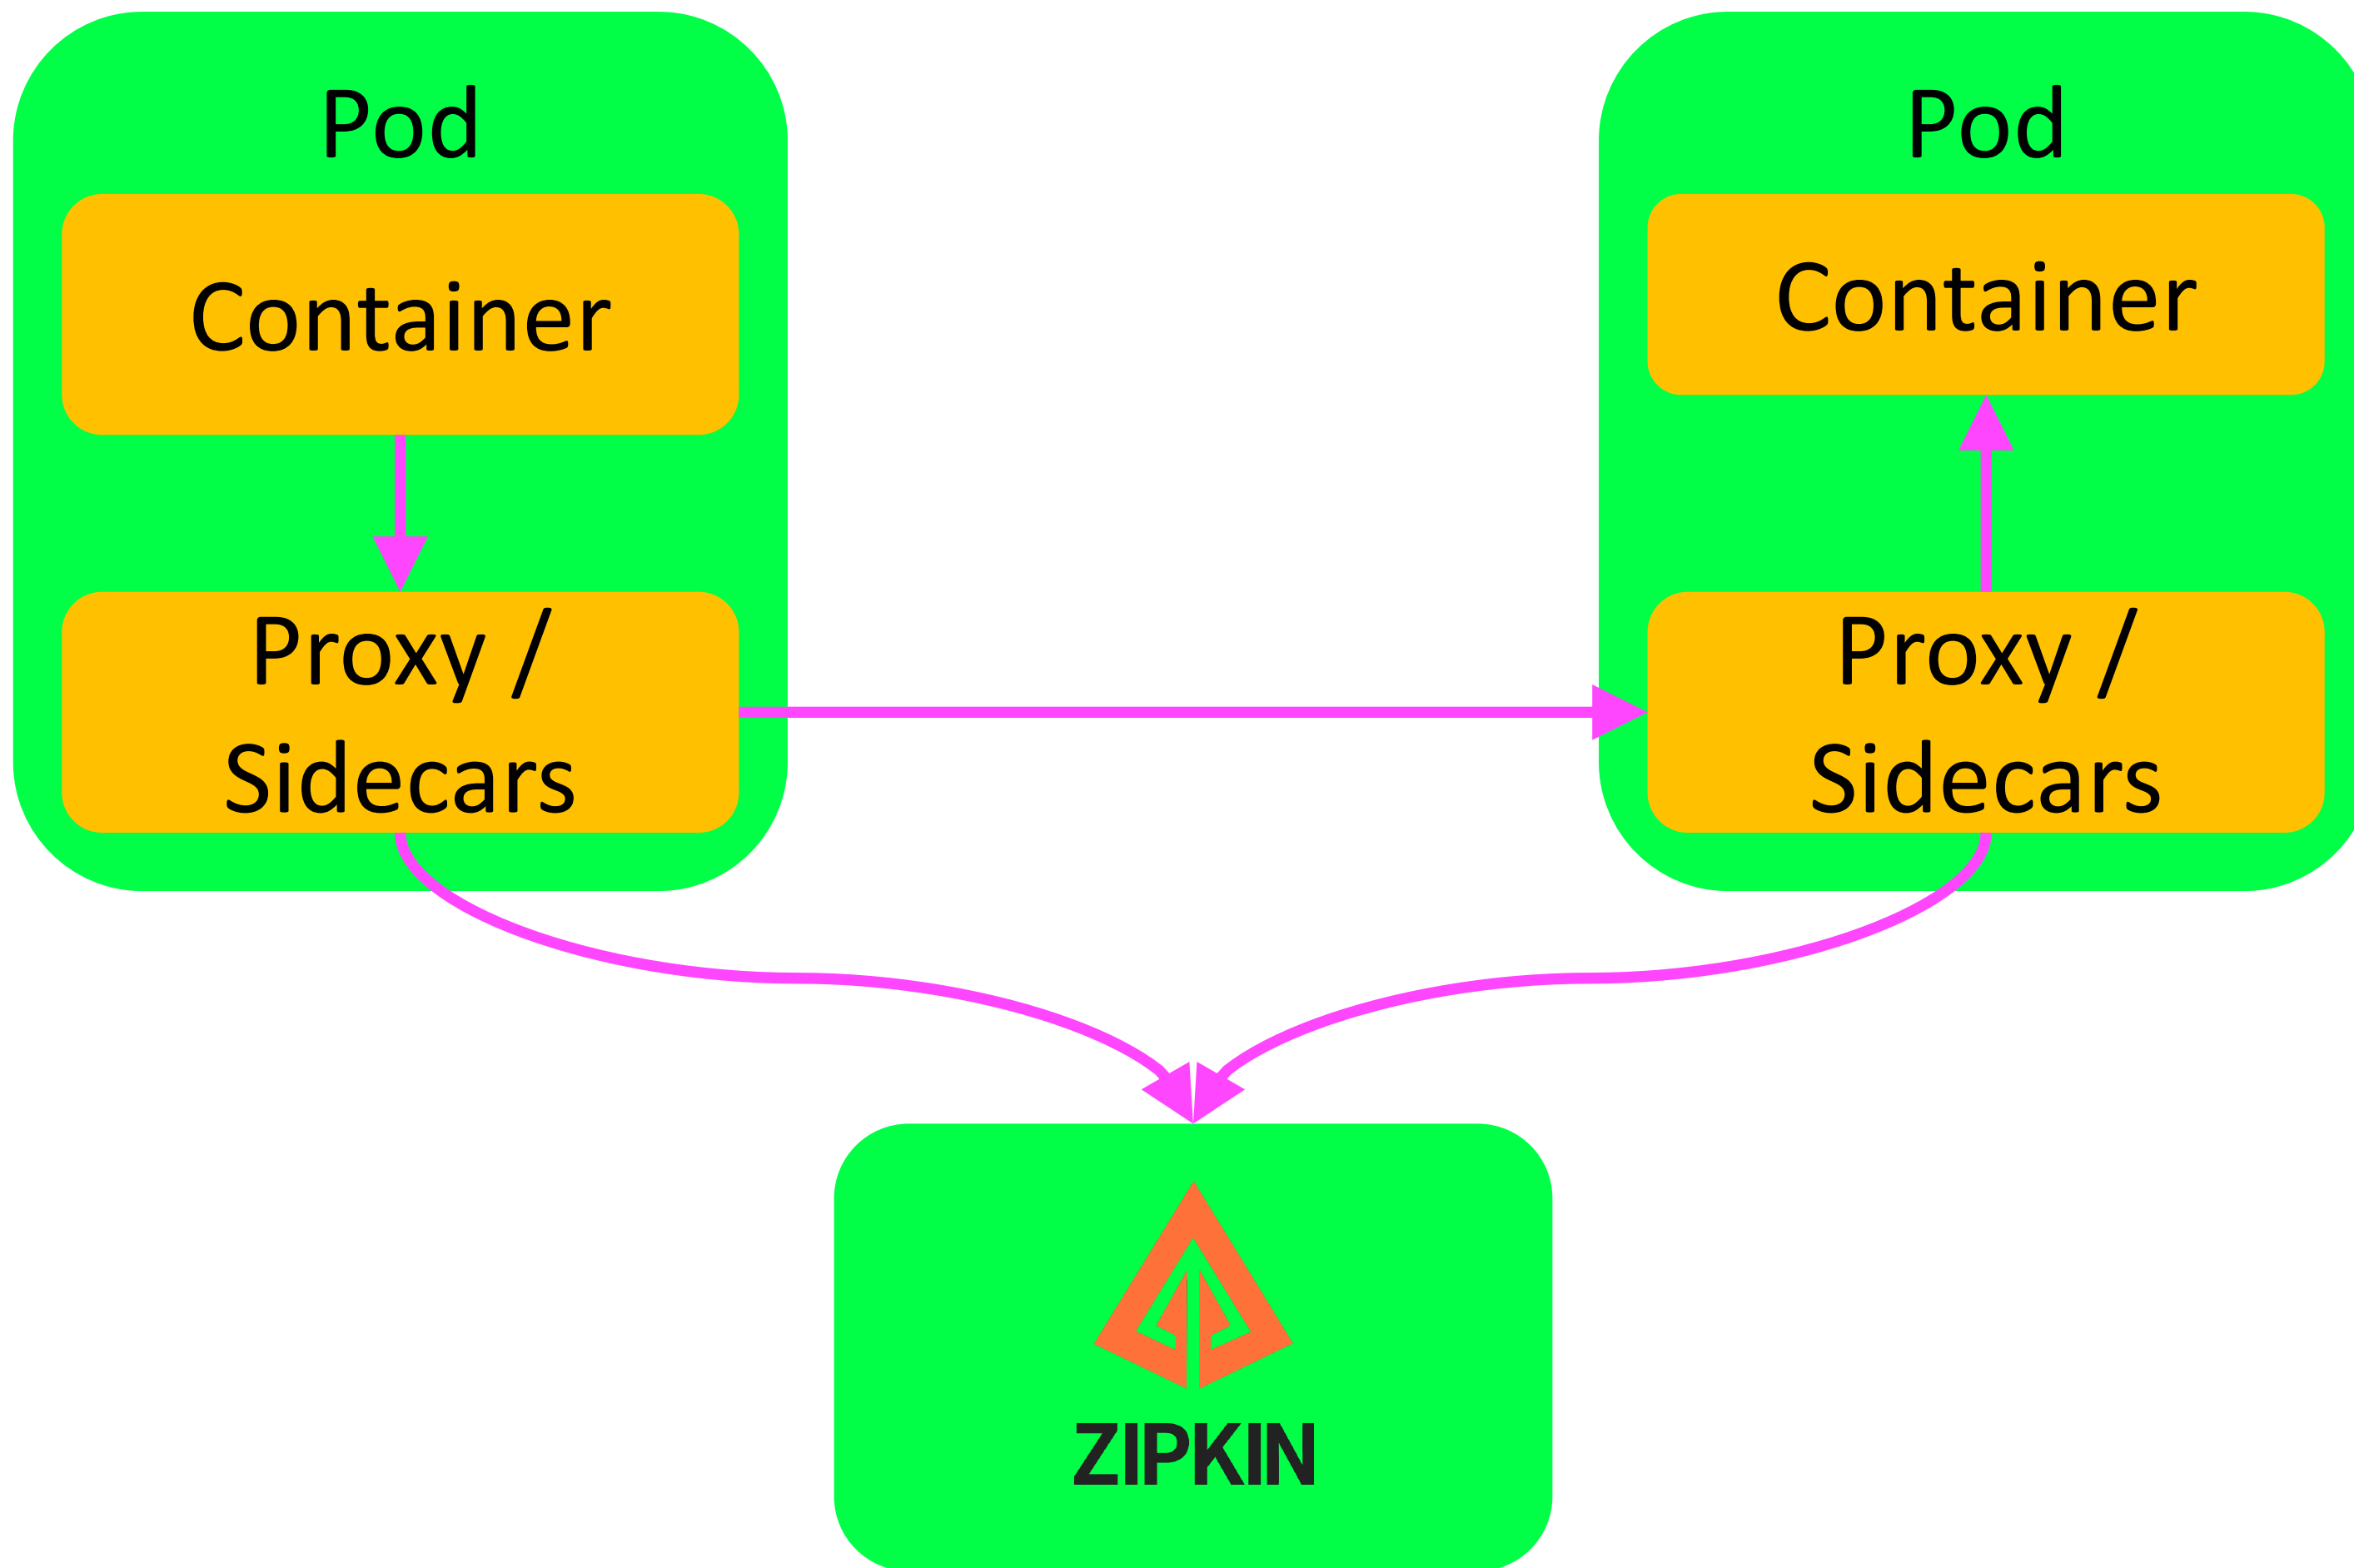 Pod
Container
Proxy /
Sidecars
Pod
Container
Proxy /
Sidecars
ZIPKIN